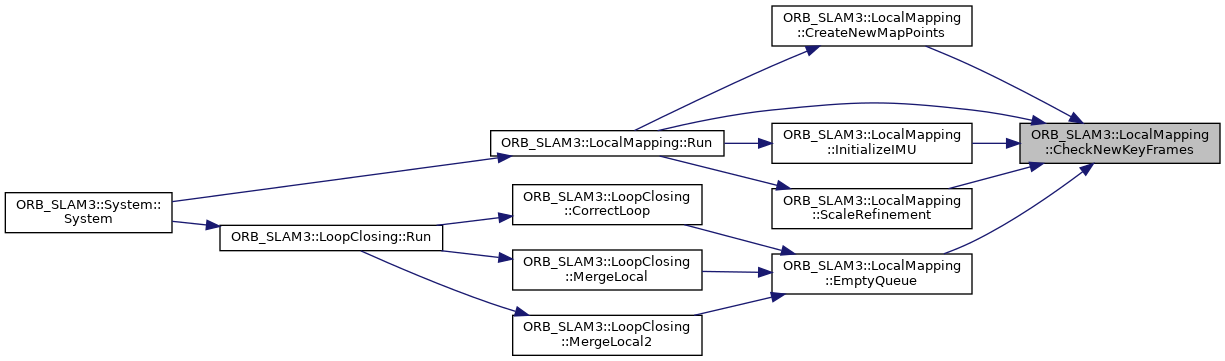 ORB_SLAM3::LocalMapping
::CreateNewMapPoints
ORB_SLAM3::LocalMapping::Run
ORB_SLAM3::LocalMapping
::InitializeIMU
ORB_SLAM3::LocalMapping
::CheckNewKeyFrames
ORB_SLAM3::System::
System
ORB_SLAM3::LoopClosing::Run
ORB_SLAM3::LoopClosing
::CorrectLoop
ORB_SLAM3::LocalMapping
::ScaleRefinement
ORB_SLAM3::LoopClosing
::MergeLocal
ORB_SLAM3::LocalMapping
::EmptyQueue
ORB_SLAM3::LoopClosing
::MergeLocal2